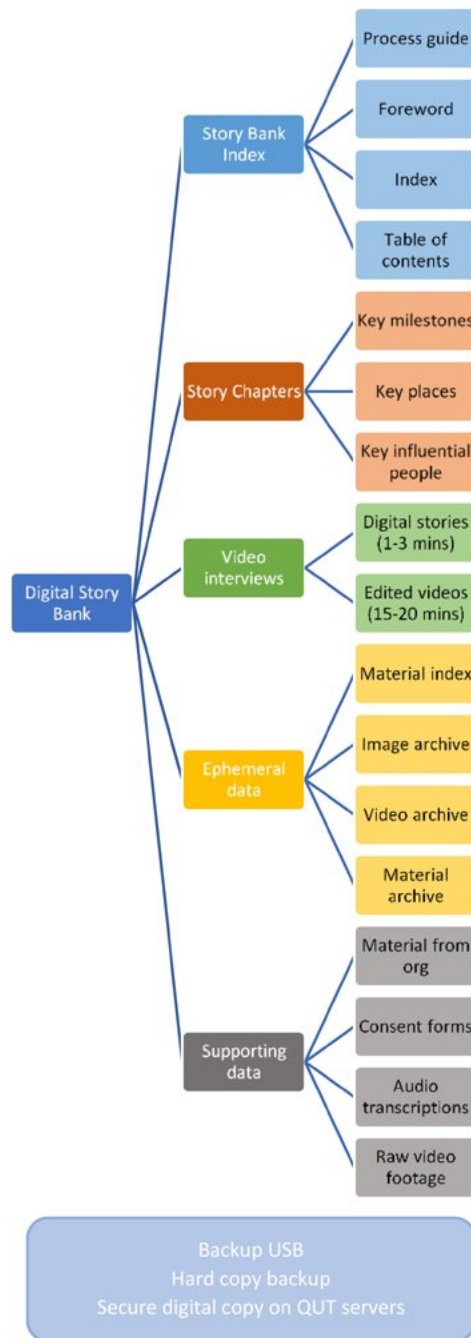 Digital Story
Bank
Story Bank
Index
Process guide
Foreword
Index
Table of
contents
Story Chapters
Key milestones
Key places
Key influential
people
Video
interviews
Digital stories
(1-3 mins)
Edited videos
(15-20 mins)
Ephemeral
data
Material index
Image archive
Video archive
Material
archive
Supporting
data
Material from
org
Consent forms
Audio
transcriptions
Raw video
footage
Backup USB
Hard copy backup
Secure digital copy on QUT servers